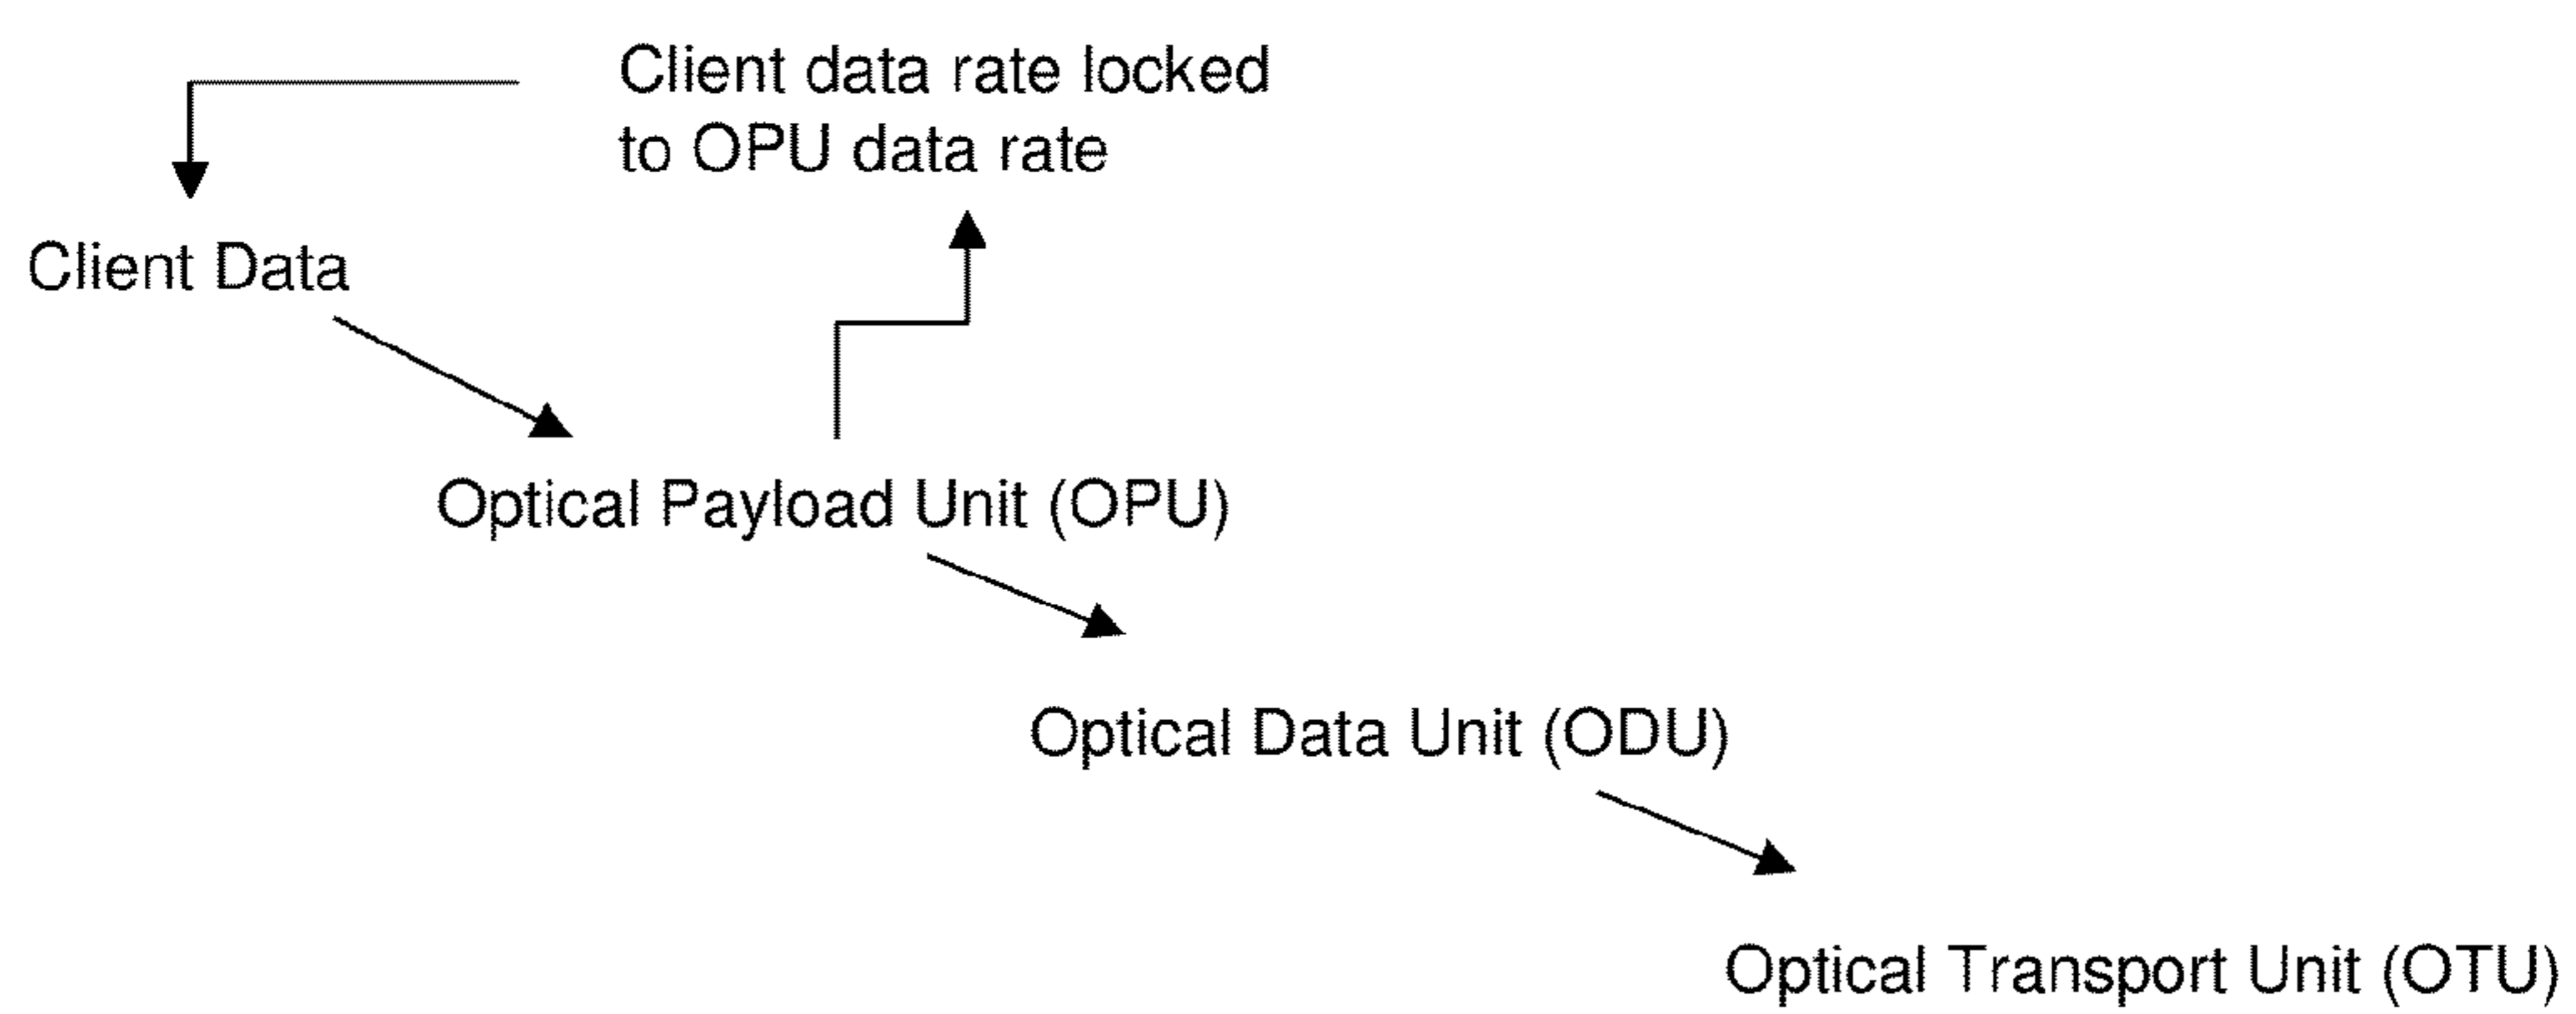 Client data rate locked
to OPU data rate
Client Data
Optical Payload Unit (OPU)
Optical Data Unit (ODU)
Optical Transport Unit (OTU)